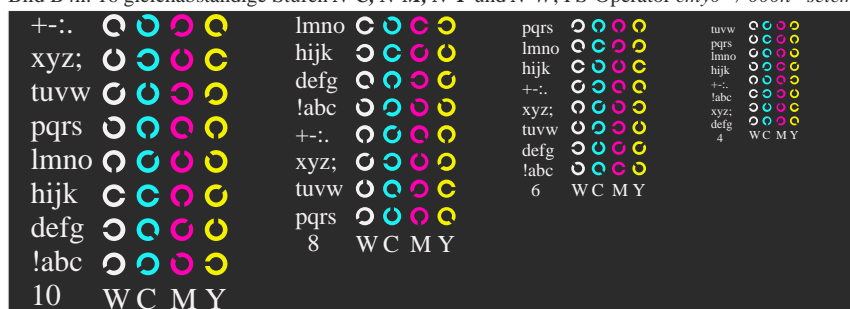 +-:.
xyz;
tuvw
pqrs
lmno
hijk
defg
!abc
10 W C M Y
lmno
hijk
defg
!abc
+-:.
xyz;
tuvw
pqrs
8 W C M Y
pqrs
lmno
hijk
+-:.
xyz;
tuvw
defg
!abc
6 W C M Y
tuvw
pqrs
lmno
hijk
+-:.
!abc
xyz;
defg
4 W C M Y